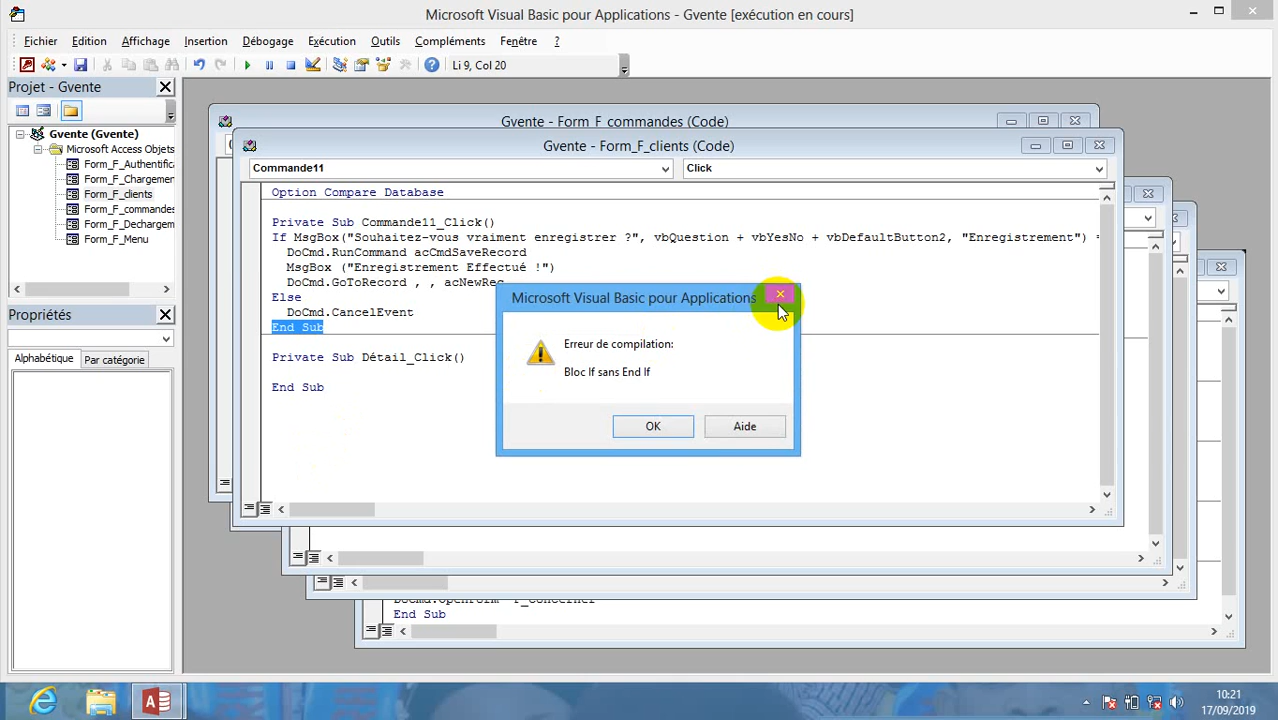 Microsoft Visual Basic pour Applications - Gvente [exécution en cours]
Fichier Edition Affichage Insertion Débogage Exécution Outils Compléments Fenêtre ?
Li 9, Col 20
Projet - Gvente
Gvente (Gvente)
Microsoft Access Objets
Form_F_Authentifica
Form_F_Chargemen
Form_F_clients
Form_F_commandes
Form_F_Dechargem
Form_F_Menu
Propriétés
Alphabétique Par catégorie
Gvente - Form_F_commandes (Code)
Gvente - Form_F_clients (Code)
Commande11 Click
Option Compare Database
Private Sub Commande11_Click()
If MsgBox("Souhaitez-vous vraiment enregistrer ?", vbQuestion + vbYesNo + vbDefaultButton2, "Enregistrement") =
DoCmd.RunCommand acCmdSaveRecord
MsgBox ("Enregistrement Effectué !")
DoCmd.GoToRecord , , acNewRec
Else
DoCmd.CancelEvent
End Sub
Private Sub Détail_Click()
End Sub
Microsoft Visual Basic pour Applications
Erreur de compilation:
Bloc If sans End If
OK Aide
End Sub
10:21
17/09/2019